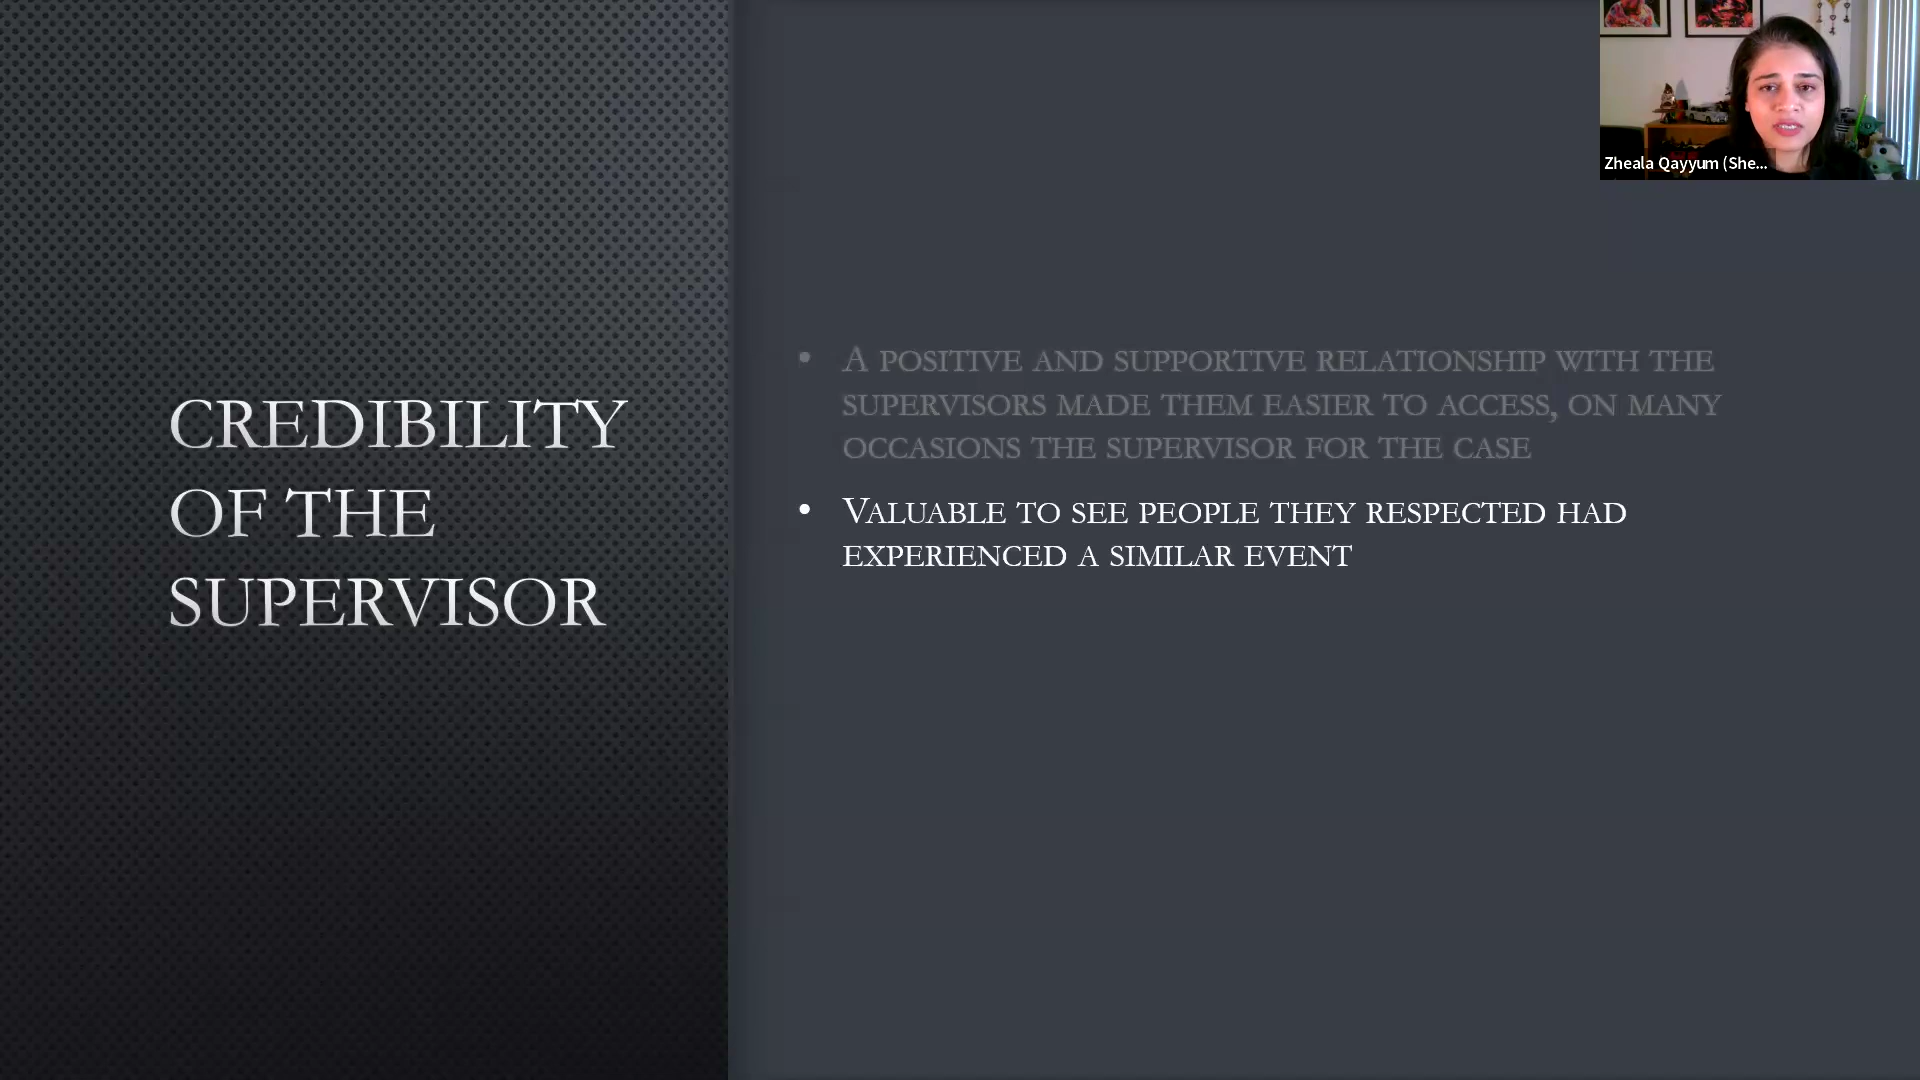 CREDIBILITY
OF THE
SUPERVISOR
• A POSITIVE AND SUPPORTIVE RELATIONSHIP WITH THE
SUPERVISORS MADE THEM EASIER TO ACCESS, ON MANY
OCCASIONS THE SUPERVISOR FOR THE CASE
• VALUABLE TO SEE PEOPLE THEY RESPECTED HAD
EXPERIENCED A SIMILAR EVENT
Zheala Qayyum (She...